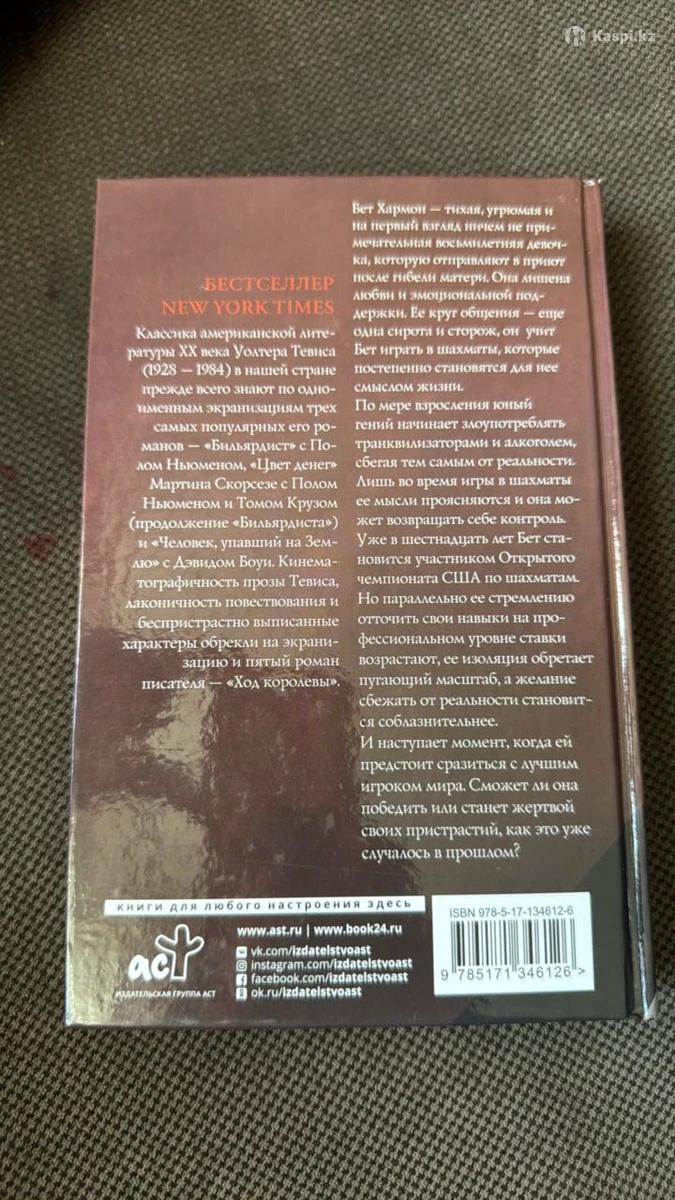 Kaspi.kz
БЕСТСЕЛЛЕР
NEW YORK TIMES
Классика американской лите-
ратуры XX века Уолтера Тевиса
(1928 — 1984) в нашей стране
прежде всего знают по одно-
именным экранизациям трех
самых популярных его ро-
манов — «Бильярдист» с По-
лом Ньюменом, «Цвет денег»
Мартина Скорсезе с Полом
Ньюменом и Томом Крузом
(продолжение «Бильярдиста»)
и «Человек, упавший на Зем-
лю» с Дэвидом Боуи. Кинема-
тографичность прозы Тевиса,
лаконичность повествования и
беспристрастно выписанные
характеры обрекли на экрани-
зацию и пятый роман
писателя — «Ход королевы».
Бет Хармон — тихая, угрюмая и
на первый взгляд ничем не при-
мечательная восьмилетняя девоч-
ка, которую отправляют в приют
после гибели матери. Она лишена
любви и эмоциональной под-
держки. Ее круг общения — еще
одна сирота и сторож, он учит
Бет играть в шахматы, которые
постепенно становятся для нее
смыслом жизни.
По мере взросления юный
гений начинает злоупотреблять
транквилизаторами и алкоголем,
сбегая тем самым от реальности.
Лишь во время игры в шахматы
ее мысли проясняются и она мо-
жет возвращать себе контроль.
Уже в шестнадцать лет Бет ста-
новится участником Открытого
чемпионата США по шахматам.
Но параллельно ее стремлению
отточить свои навыки на про-
фессиональном уровне ставки
возрастают, ее изоляция обретает
пугающий масштаб, а желание
сбежать от реальности становит-
ся соблазнительнее.
И наступает момент, когда ей
предстоит сразиться с лучшим
игроком мира. Сможет ли она
победить или станет жертвой
своих пристрастий, как это уже
случалось в прошлом?
книги для любого настроения здесь
www.ast.ru | www.book24.ru
vk.com/izdatelstvoast
instagram.com/izdatelstvoast
facebook.com/izdatelstvoast
ok.ru/izdatelstvoast
аст
ИЗДАТЕЛЬСКАЯ ГРУППА АСТ
ISBN 978-5-17-134612-6
9 785171 346126 >